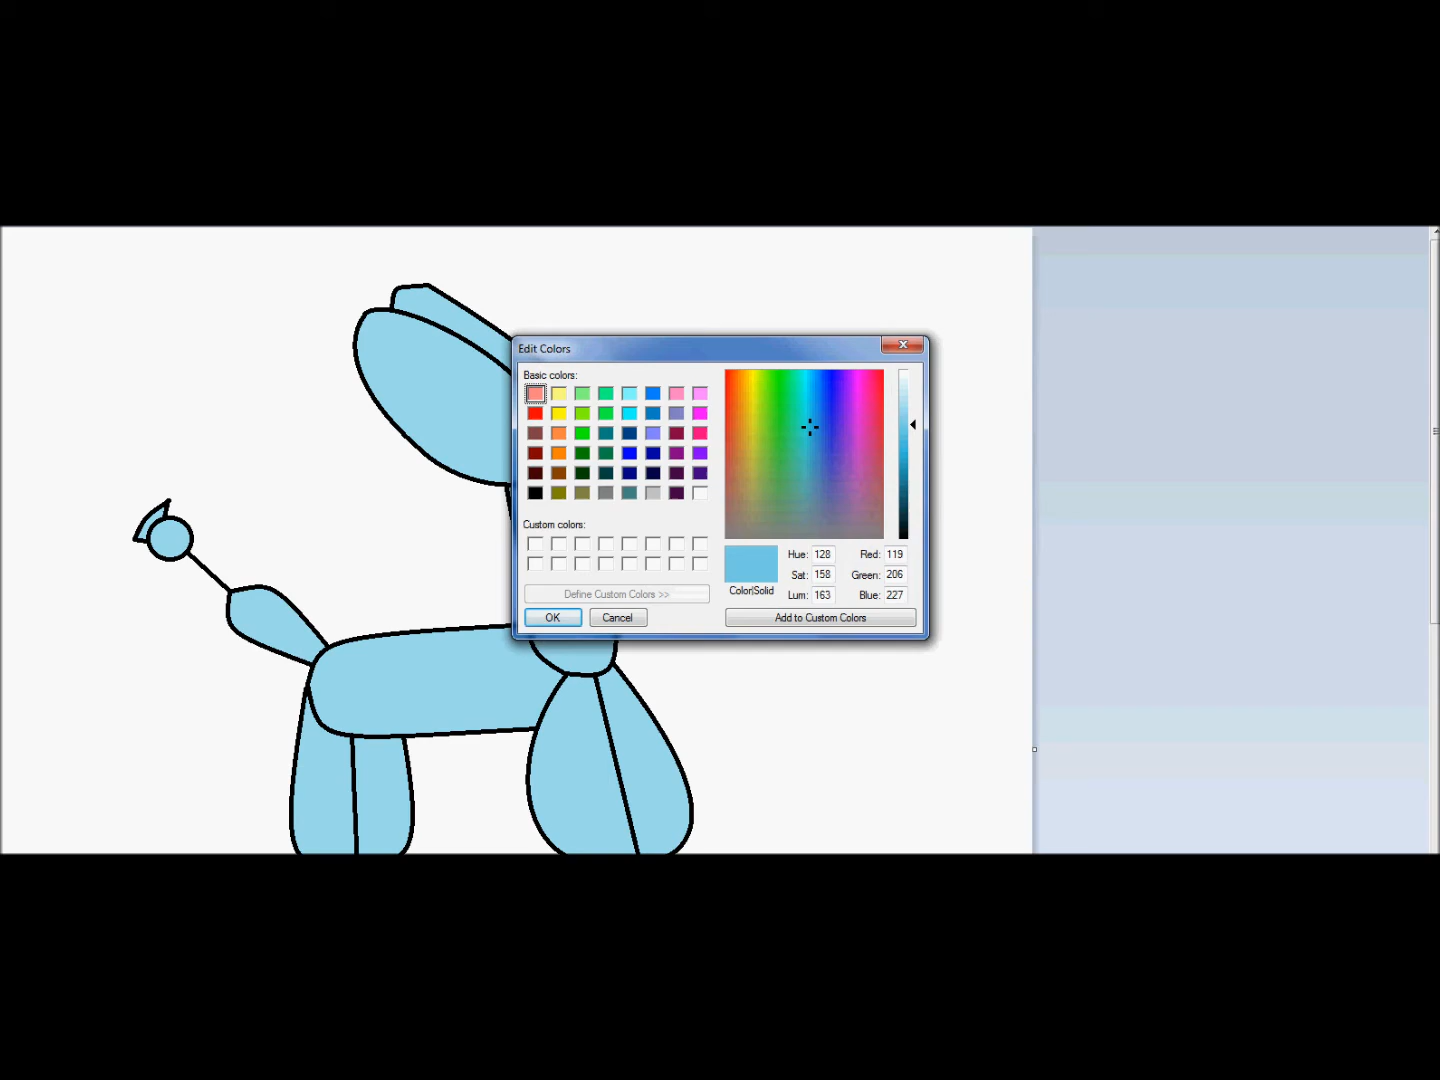 Edit Colors
Basic colors:
Custom colors:
Define Custom Colors >>
OK Cancel
Color|Solid
Hue: 128 Red: 119
Sat: 158 Green: 206
Lum: 163 Blue: 227
Add to Custom Colors